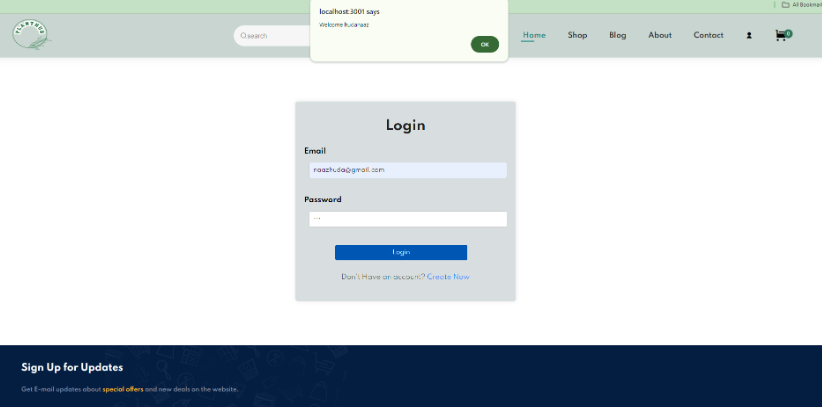 All Bookmar
localhost:3001 says
Welcome
OK
PLANTHUB
search
Home
Shop
Blog
About
Contact
0
Login
Email
naazhuda@gmail.com
Password
Login
Don't Have an account? Create Now
Sign Up for Updates
Get E-mail updates about special offers and new deals on the website.